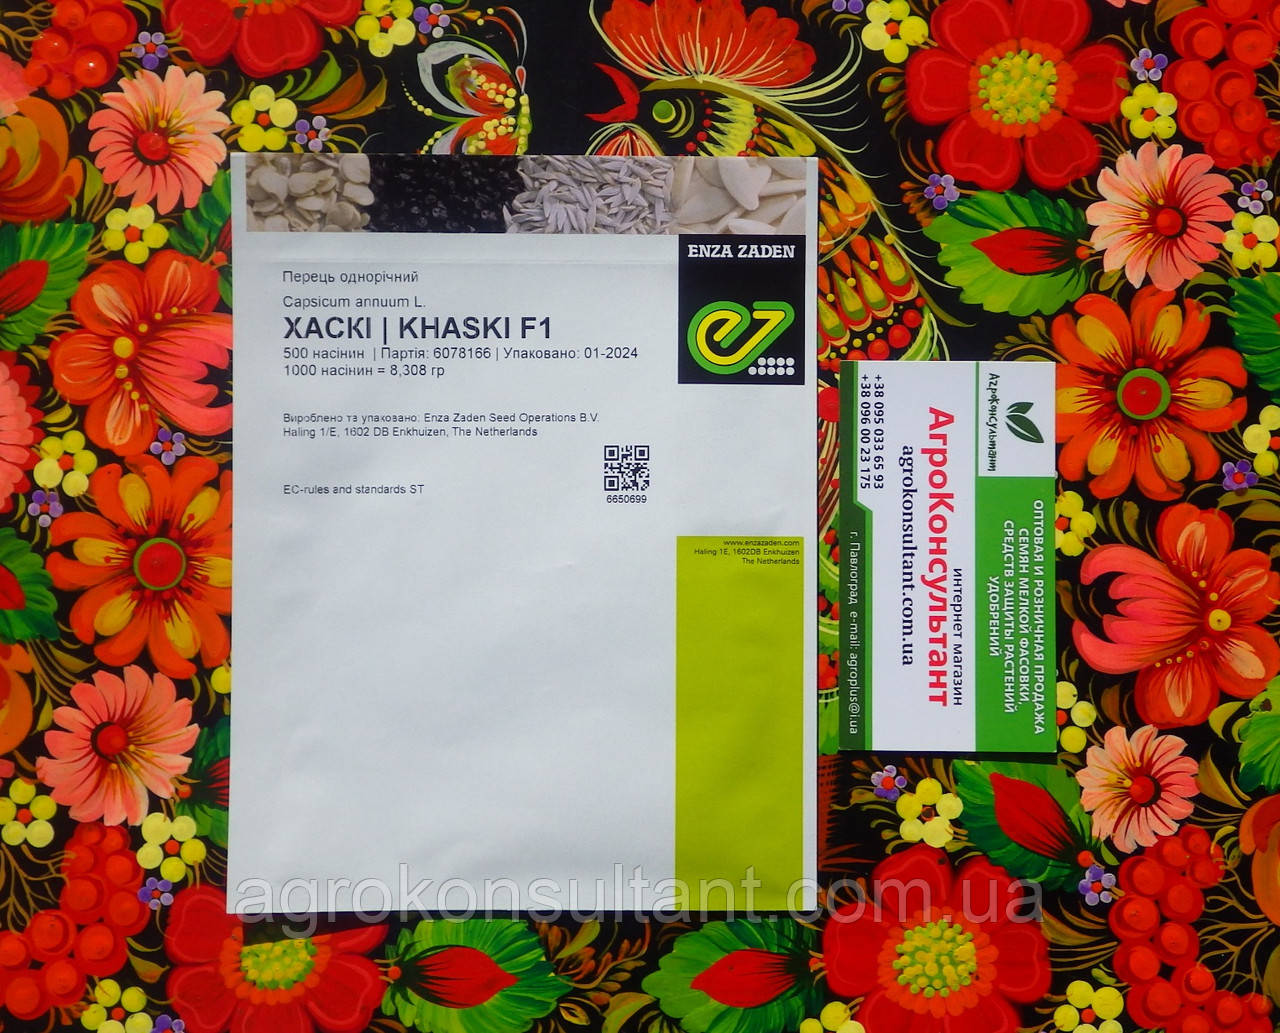 ENZA ZADEN
Перець однорічний
Capsicum annuum L.
ХАСКІ | KHASKI F1
500 насінин | Партія: 6078166 | Упаковано: 01-2024
1000 насінин = 8,308 гр
Вироблено та упаковано: Enza Zaden Seed Operations B.V.
Haling 1/E, 1602 DB Enkhuizen, The Netherlands
EC-rules and standards ST
6650699
www.enzazaden.com
Haling 1E, 1602DB Enkhuizen
The Netherlands
АгроКонсультант
ОПТОВАЯ И РОЗНИЧНАЯ ПРОДАЖА
СЕМЯН МЕЛКОЙ ФАСОВКИ,
СРЕДСТВ ЗАЩИТЫ РАСТЕНИЙ
УДОБРЕНИЙ
интернет магазин
АгроКонсультант
agrokonsultant.com.ua
+38 095 033 65 93
+38 096 00 23 175
г. Павлоград e-mail: agroplus@i.ua
agrokonsultant.com.ua